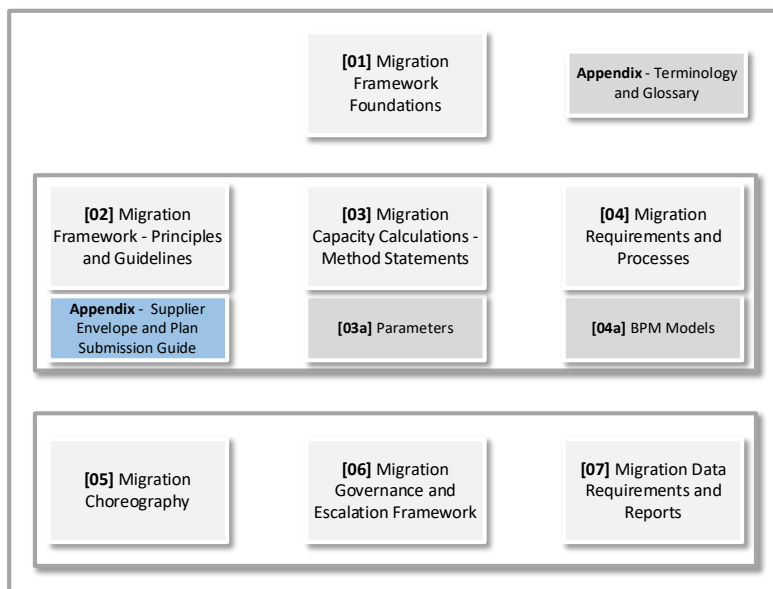 [01] Migration
Framework
Foundations
Appendix - Terminology
and Glossary
[02] Migration
Framework - Principles
and Guidelines
[03] Migration
Capacity Calculations -
Method Statements
[04] Migration
Requirements and
Processes
Appendix - Supplier
Envelope and Plan
Submission Guide
[03a] Parameters
[04a] BPM Models
[05] Migration
Choreography
[06] Migration
Governance and
Escalation Framework
[07] Migration Data
Requirements and
Reports